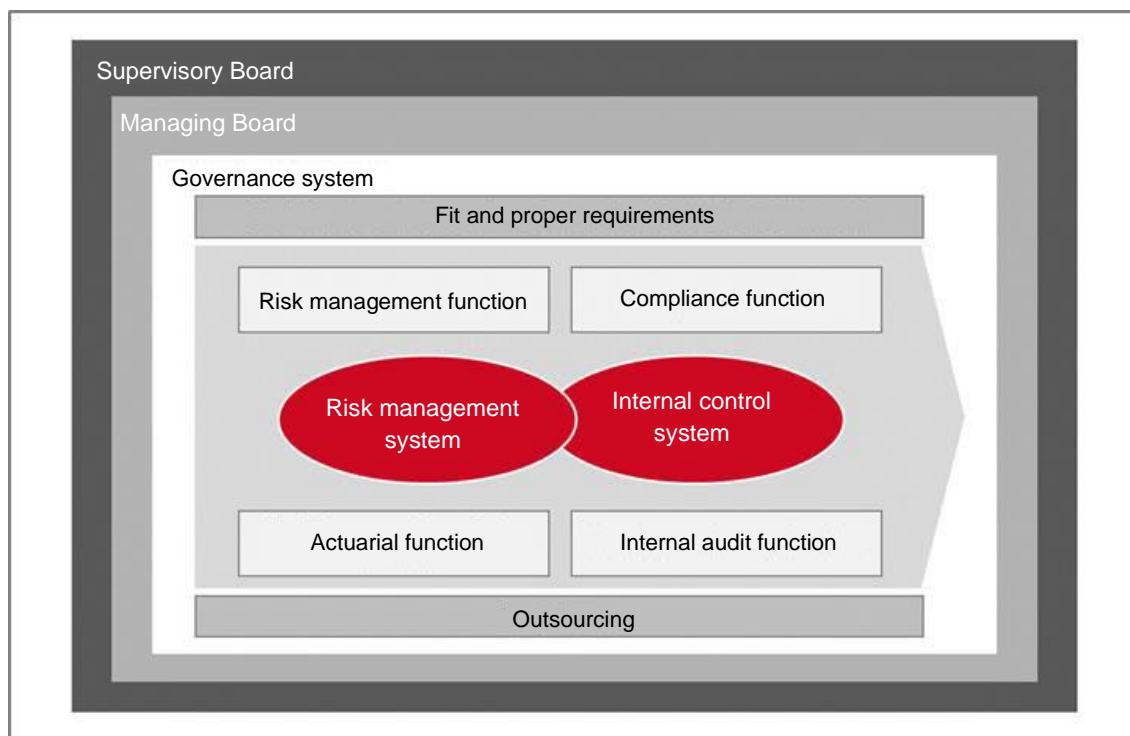 Supervisory Board
Managing Board
Governance system
Fit and proper requirements
Risk management function
Compliance function
Risk management
system
Internal control
system
Actuarial function
Internal audit function
Outsourcing